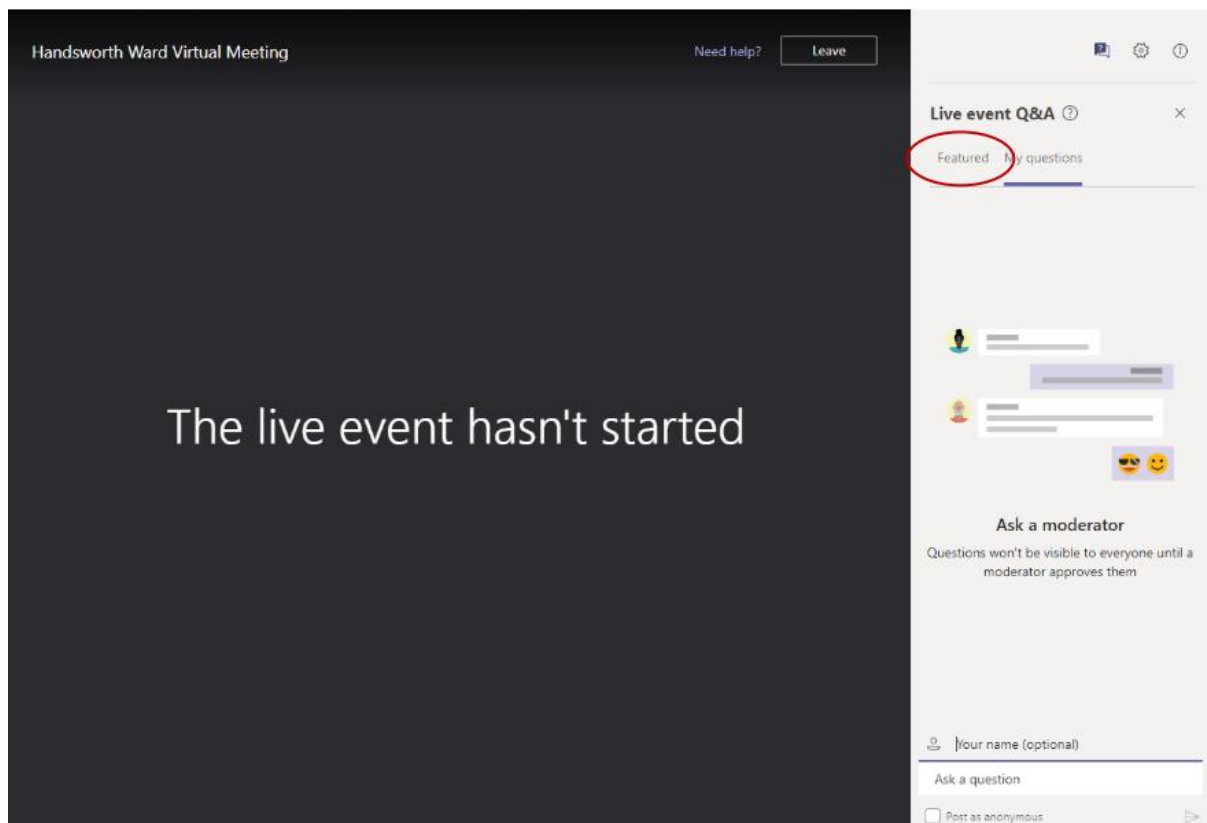 Handsworth Ward Virtual Meeting
Need help?
Leave
Live event Q&A
Featured
My questions
The live event hasn't started
Ask a moderator
Questions won't be visible to everyone until a
moderator approves them
Your name (optional)
Ask a question
Post as anonymous